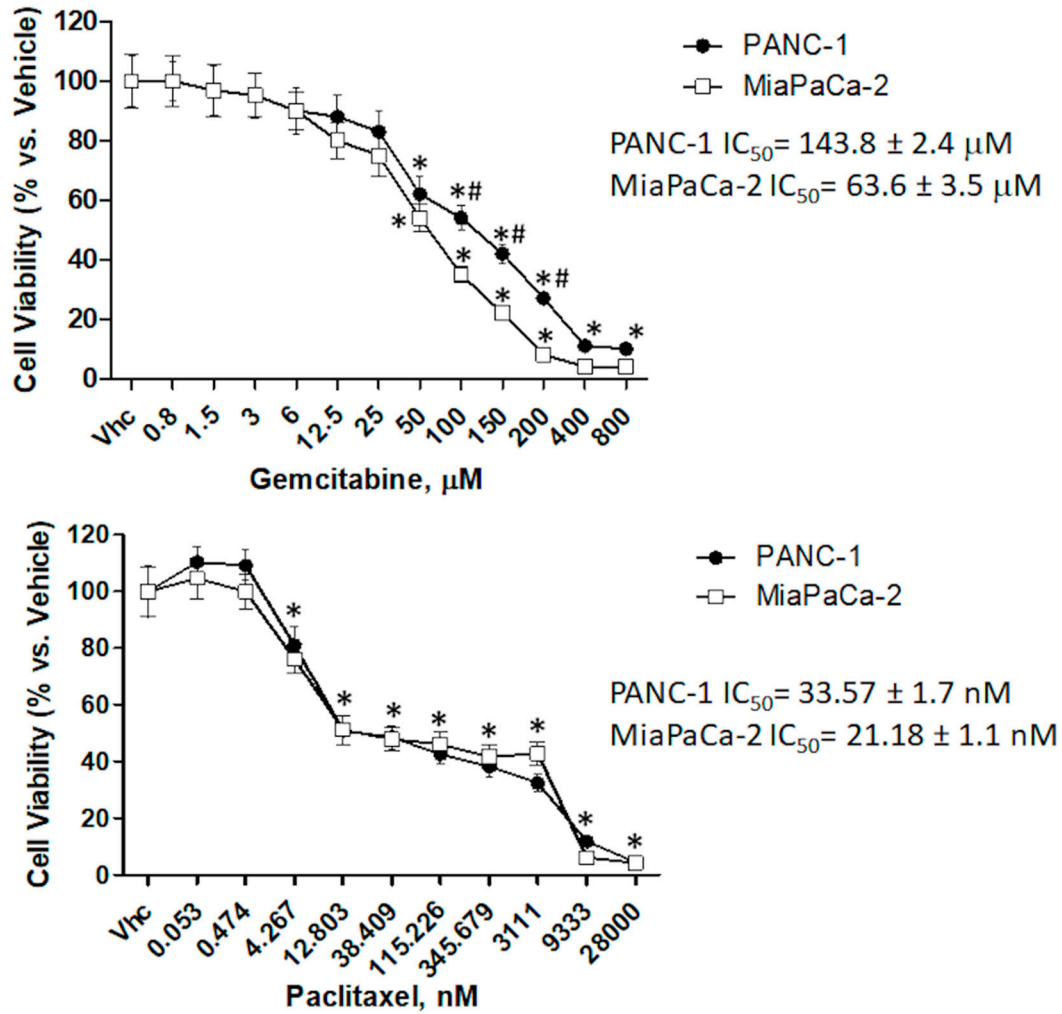 120
100
80
60
40
20
0
Cell Viability (% vs. Vehicle)
* *# *# *# * *
* * * *
Vhc 0.8 1.5 3 6 12.5 25 50 100 150 200 400 800
Gemcitabine, μM
PANC-1
MiaPaCa-2
PANC-1 IC50= 143.8 ± 2.4 μM
MiaPaCa-2 IC50= 63.6 ± 3.5 μM
120
100
80
60
40
20
0
Cell Viability (% vs. Vehicle)
* * * * * * * *
Vhc 0.053 0.474 4.267 12.803 38.409 115.226 345.679 3111 9333 28000
Paclitaxel, nM
PANC-1
MiaPaCa-2
PANC-1 IC50= 33.57 ± 1.7 nM
MiaPaCa-2 IC50= 21.18 ± 1.1 nM